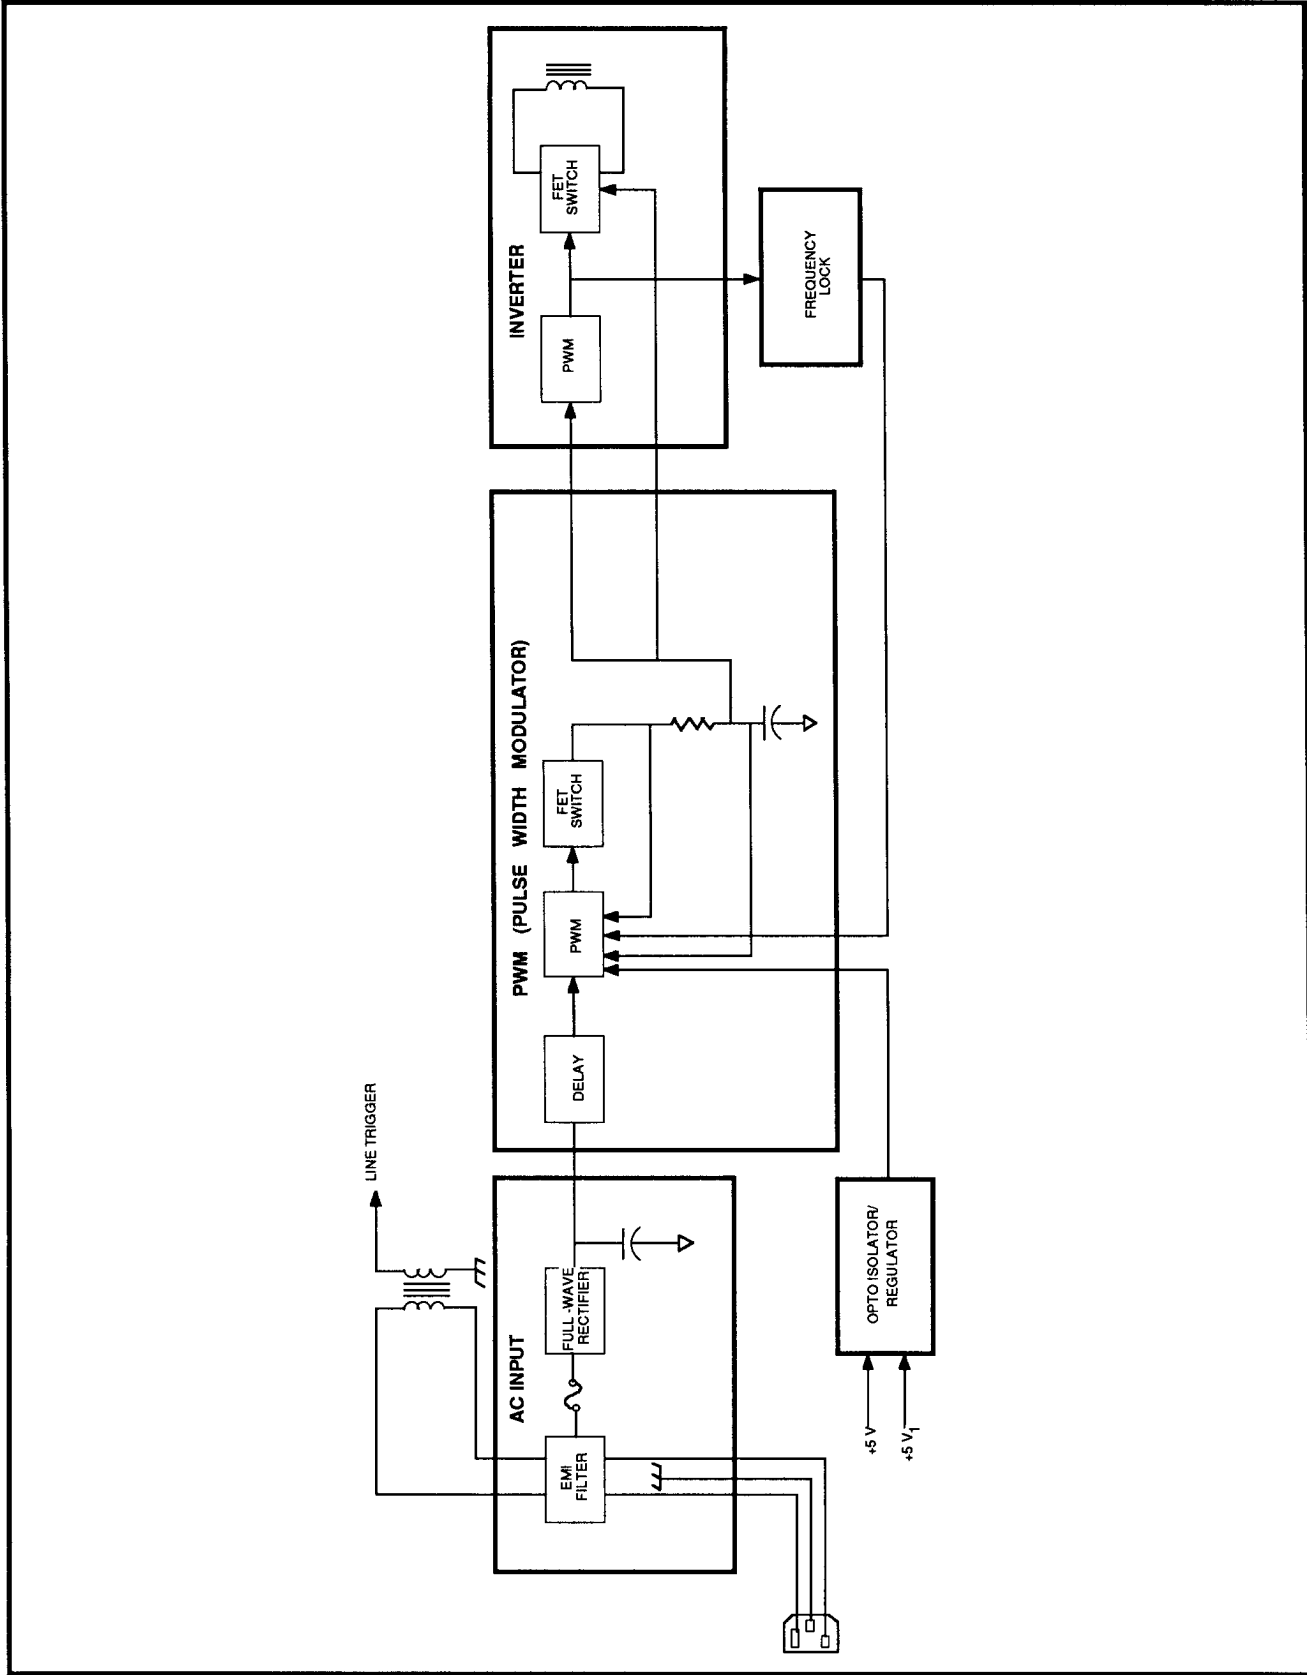 LINE TRIGGER
AC INPUT
EMI
FILTER
FULL-WAVE
RECTIFIER
PWM (PULSE WIDTH MODULATOR)
DELAY
PWM
FET
SWITCH
INVERTER
PWM
FET
SWITCH
+5 V
+5 V1
OPTO ISOLATOR/
REGULATOR
FREQUENCY
LOCK